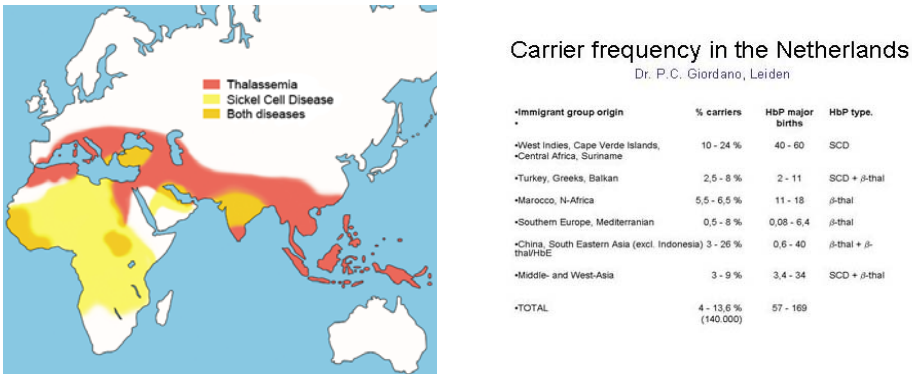 Thalassemia
Sickel Cell Disease
Both diseases
Carrier frequency in the Netherlands
Dr. P.C. Giordano, Leiden
•Immigrant group origin % carriers HbP major births HbP type.
•
•West Indies, Cape Verde Islands, 10 - 24 % 40 - 60 SCD
•Central Africa, Suriname
•Turkey, Greeks, Balkan 2,5 - 8 % 2 - 11 SCD + β-thal
•Marocco, N-Africa 5,5 - 6,5 % 11 - 18 β-thal
•Southern Europe, Mediterranean 0,5 - 8 % 0,08 - 6,4 β-thal
•China, South Eastern Asia (excl. Indonesia) 3 - 26 % 0,6 - 40 β-thal + β-
thal/HbE
•Middle- and West-Asia 3 - 9 % 3,4 - 34 SCD + β-thal
•TOTAL 4 - 13,6 % 57 - 169
(140.000)